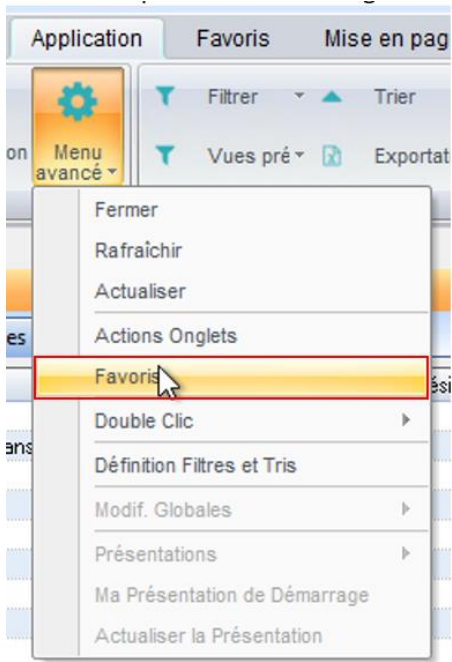 Application Favoris Mise en pag
Filtrer Trier
on Menu avancé Vues pré Exportat
Fermer
Rafraîchir
Actualiser
es Actions Onglets
Favoris
Double Clic
ans
Définition Filtres et Tris
Modif. Globales
Présentations
Ma Présentation de Démarrage
Actualiser la Présentation